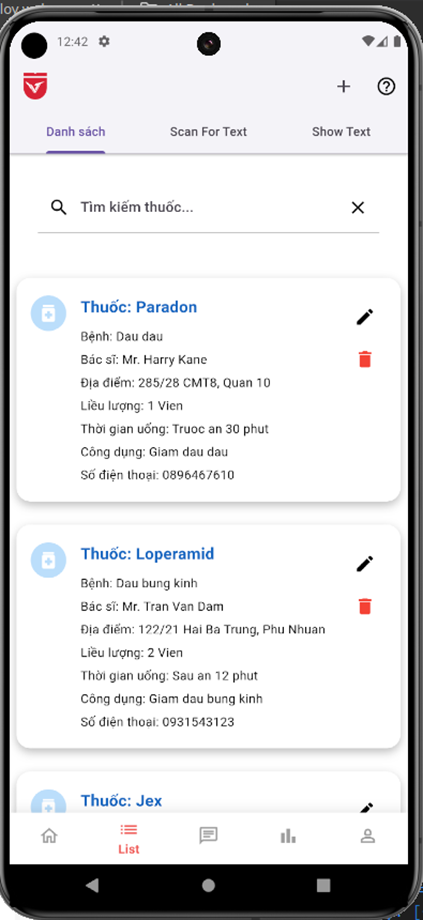 12:42
Danh sách
Scan For Text
Show Text
Tìm kiếm thuốc...
Thuốc: Paradon
Bệnh: Dau dau
Bác sĩ: Mr. Harry Kane
Địa điểm: 285/28 CMT8, Quan 10
Liều lượng: 1 Vien
Thời gian uống: Truoc an 30 phut
Công dụng: Giam dau dau
Số điện thoại: 0896467610
Thuốc: Loperamid
Bệnh: Dau bung kinh
Bác sĩ: Mr. Tran Van Dam
Địa điểm: 122/21 Hai Ba Trung, Phu Nhuan
Liều lượng: 2 Vien
Thời gian uống: Sau an 12 phut
Công dụng: Giam dau bung kinh
Số điện thoại: 0931543123
Thuốc: Jex
List